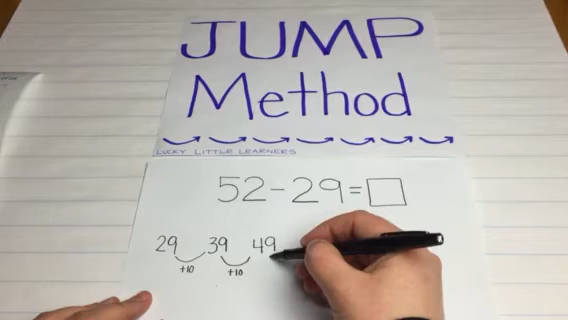 JUMP
Method
LUCKY LITTLE LEARNERS
52-29=
29 39 49
+10 +10